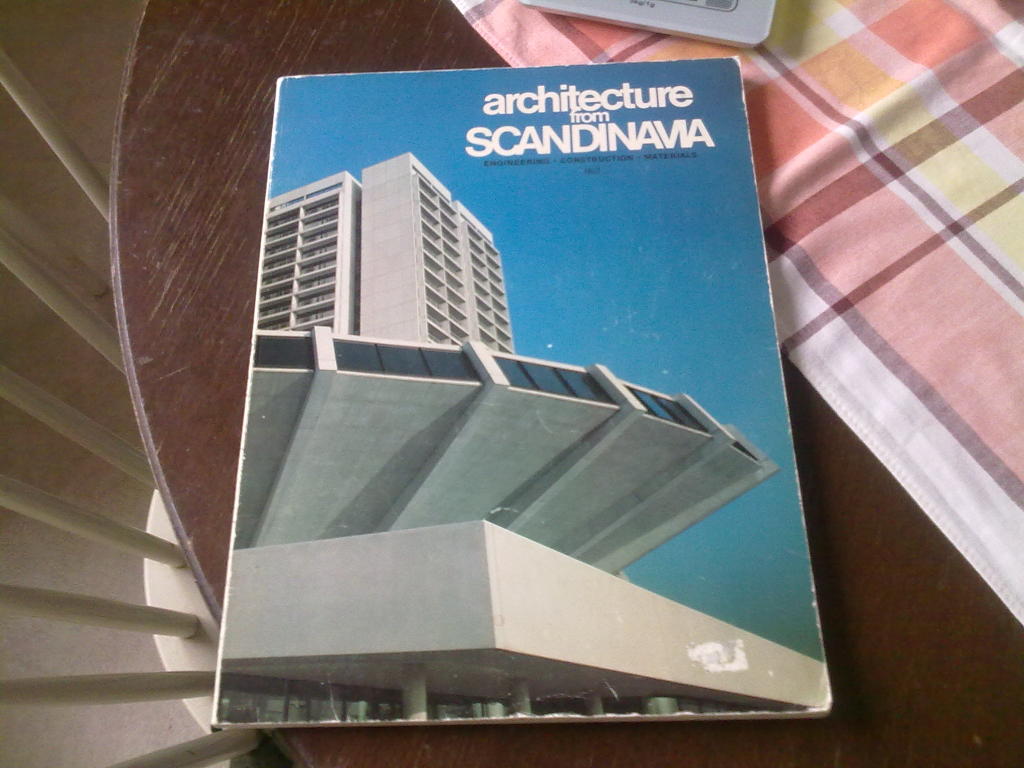 architecture
from
SCANDINAVIA
ENGINEERING • CONSTRUCTION • MATERIALS